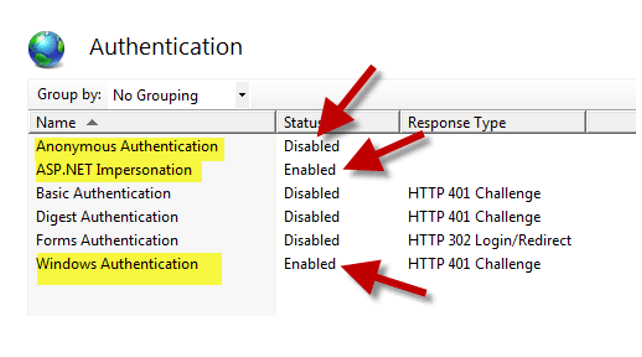 Authentication
Group by: No Grouping
Name Status Response Type
Anonymous Authentication Disabled
ASP.NET Impersonation Enabled
Basic Authentication Disabled HTTP 401 Challenge
Digest Authentication Disabled HTTP 401 Challenge
Forms Authentication Disabled HTTP 302 Login/Redirect
Windows Authentication Enabled HTTP 401 Challenge